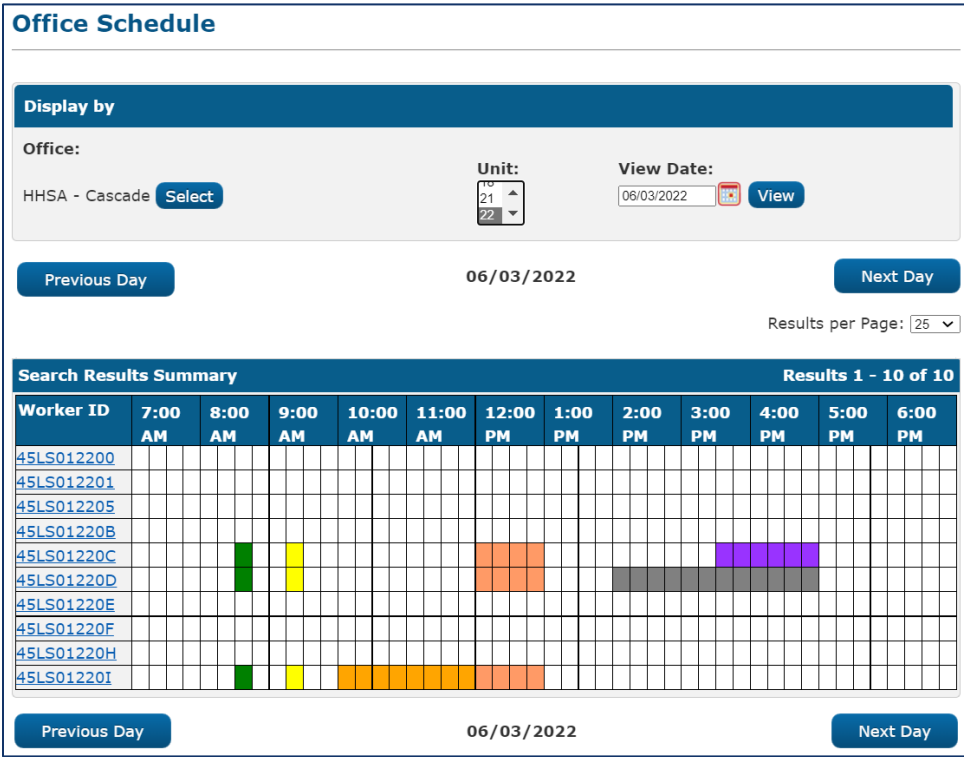 Office Schedule
Display by
Office:
Unit:
View Date:
HHSA - Cascade Select
21
22
06/03/2022 View
Previous Day 06/03/2022 Next Day
Results per Page: 25
Search Results Summary Results 1 - 10 of 10
Worker ID 7:00 AM 8:00 AM 9:00 AM 10:00 AM 11:00 AM 12:00 PM 1:00 PM 2:00 PM 3:00 PM 4:00 PM 5:00 PM 6:00 PM
45LS012200
45LS012201
45LS012205
45LS01220B
45LS01220C
45LS01220D
45LS01220E
45LS01220F
45LS01220H
45LS01220I
Previous Day 06/03/2022 Next Day